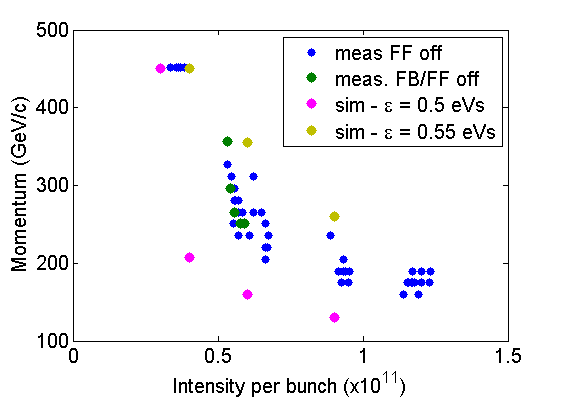 500
400
300
200
100
Momentum (GeV/c)
meas FF off
meas. FB/FF off
sim - ε = 0.5 eVs
sim - ε = 0.55 eVs
0 0.5 1 1.5
Intensity per bunch (x10¹¹)